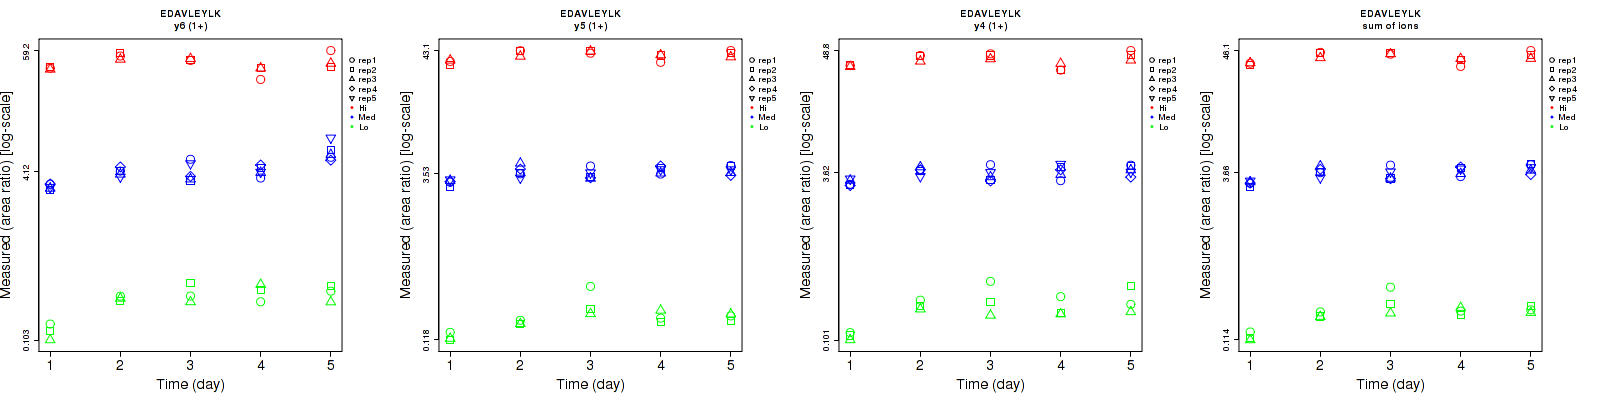 EDAVLEYLK
y6 (1+)
59.2
4.12
0.103
Measured (area ratio) [log-scale]
1 2 3 4 5
Time (day)
rep1
rep2
rep3
rep4
rep5
Hi
Med
Lo
EDAVLEYLK
y5 (1+)
43.1
3.53
0.118
Measured (area ratio) [log-scale]
1 2 3 4 5
Time (day)
rep1
rep2
rep3
rep4
rep5
Hi
Med
Lo
EDAVLEYLK
y4 (1+)
48.8
3.62
0.101
Measured (area ratio) [log-scale]
1 2 3 4 5
Time (day)
rep1
rep2
rep3
rep4
rep5
Hi
Med
Lo
EDAVLEYLK
sum of ions
46.1
3.66
0.114
Measured (area ratio) [log-scale]
1 2 3 4 5
Time (day)
rep1
rep2
rep3
rep4
rep5
Hi
Med
Lo